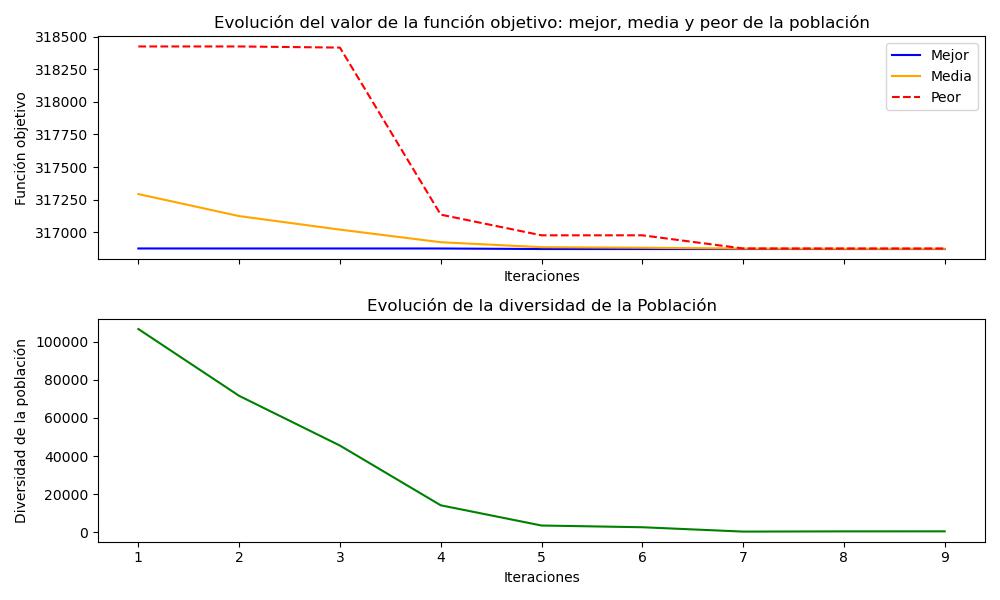 Evolución del valor de la función objetivo: mejor, media y peor de la población
318500
318250
318000
317750
317500
317250
317000
Función objetivo
Mejor
Media
Peor
Iteraciones
Evolución de la diversidad de la Población
100000
80000
60000
40000
20000
0
Diversidad de la población
1 2 3 4 5 6 7 8 9
Iteraciones